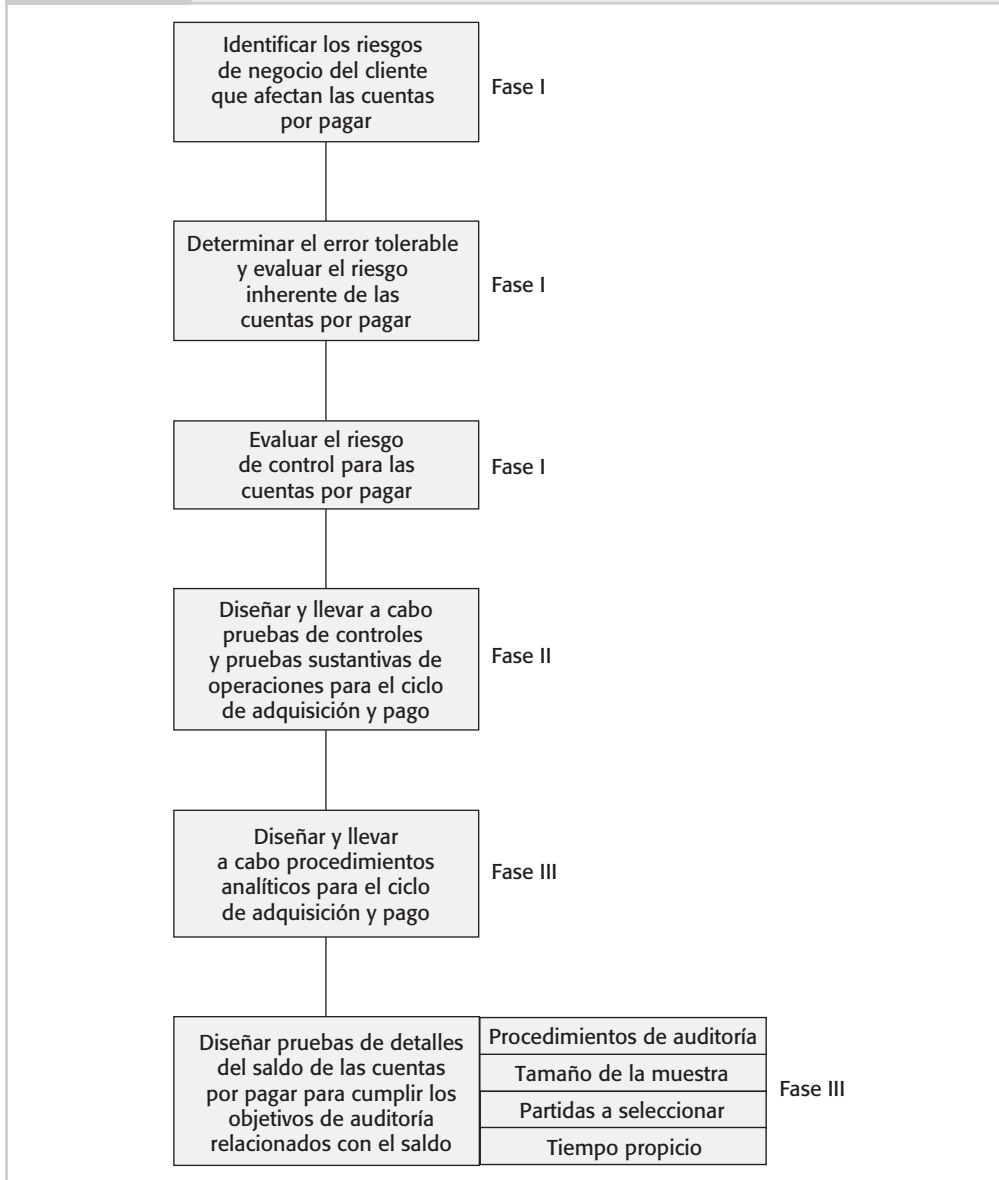 Identificar los riesgos
de negocio del cliente
que afectan las cuentas
por pagar
Fase I
Determinar el error tolerable
y evaluar el riesgo
inherente de las
cuentas por pagar
Fase I
Evaluar el riesgo
de control para las
cuentas por pagar
Fase I
Diseñar y llevar a cabo
pruebas de controles
y pruebas sustantivas de
operaciones para el ciclo
de adquisición y pago
Fase II
Diseñar y llevar
a cabo procedimientos
analíticos para el ciclo
de adquisición y pago
Fase III
Diseñar pruebas de detalles
del saldo de las cuentas
por pagar para cumplir los
objetivos de auditoría
relacionados con el saldo
Procedimientos de auditoría
Tamaño de la muestra
Partidas a seleccionar
Tiempo propicio
Fase III